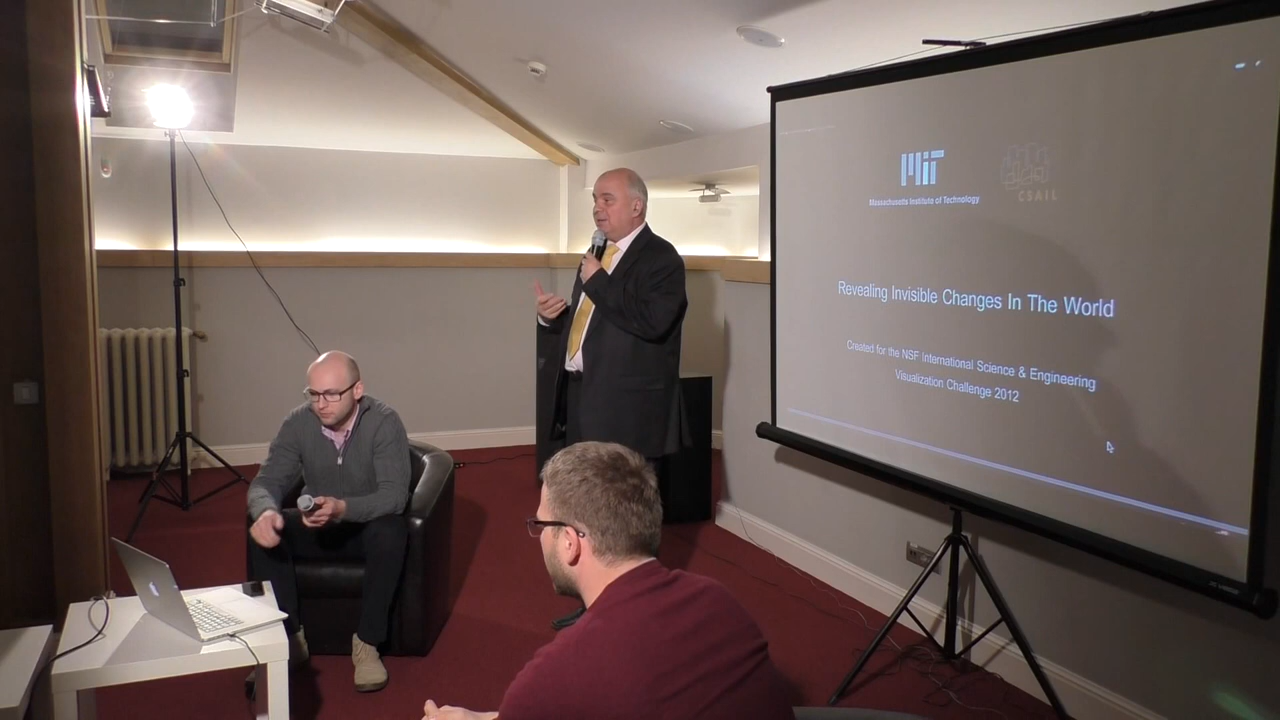 MIT
Massachusetts Institute of Technology
CSAIL
Revealing Invisible Changes In The World
Created for the NSF International Science & Engineering
Visualization Challenge 2012